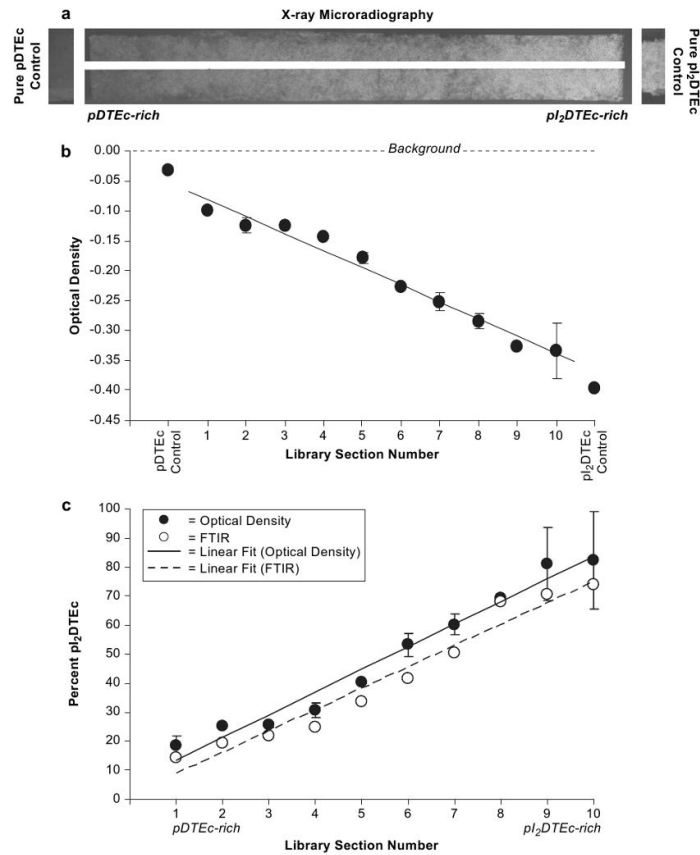 a
X-ray Microradiography
Pure pDTEc
Control
Pure pI₂DTEc
Control
pDTEc-rich
pI₂DTEc-rich
b
0.00
-0.05
-0.10
-0.15
-0.20
-0.25
-0.30
-0.35
-0.40
-0.45
Optical Density
Background
pDTEc
Control
1 2 3 4 5 6 7 8 9 10
pI₂DTEc
Control
Library Section Number
c
100
90
80
70
60
50
40
30
20
10
0
Percent pI₂DTEc
= Optical Density
= FTIR
= Linear Fit (Optical Density)
= Linear Fit (FTIR)
1 2 3 4 5 6 7 8 9 10
pDTEc-rich
pI₂DTEc-rich
Library Section Number